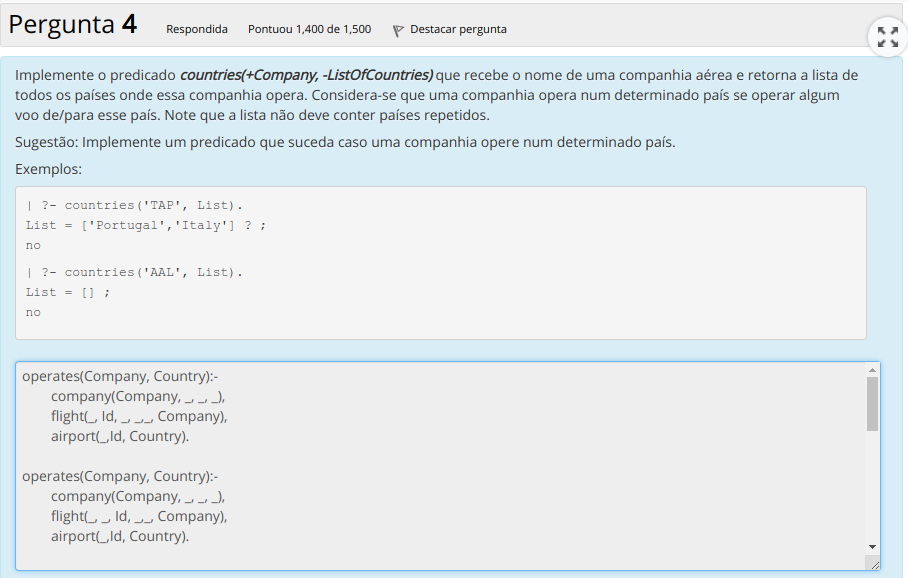 Pergunta 4 Respondida Pontuou 1,400 de 1,500 Destacar pergunta
Implemente o predicado countries(+Company, -ListOfCountries) que recebe o nome de uma companhia aérea e retorna a lista de
todos os países onde essa companhia opera. Considera-se que uma companhia opera num determinado país se operar algum
voo de/para esse país. Note que a lista não deve conter países repetidos.
Sugestão: Implemente um predicado que suceda caso uma companhia opere num determinado país.
Exemplos:
| ?- countries('TAP', List).
List = ['Portugal','Italy'] ? ;
no
| ?- countries('AAL', List).
List = [] ;
no
operates(Company, Country):-
company(Company, _, _, _),
flight(_, Id, _, _,_, Company),
airport(_,Id, Country).
operates(Company, Country):-
company(Company, _, _, _),
flight(_, _, Id, _,_, Company),
airport(_,Id, Country).